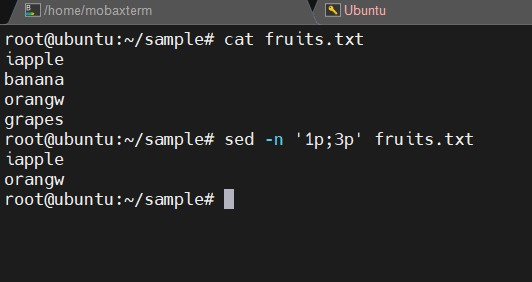 /home/mobaxterm
Ubuntu
root@ubuntu:~/sample# cat fruits.txt
iapple
banana
orangw
grapes
root@ubuntu:~/sample# sed -n '1p;3p' fruits.txt
iapple
orangw
root@ubuntu:~/sample#